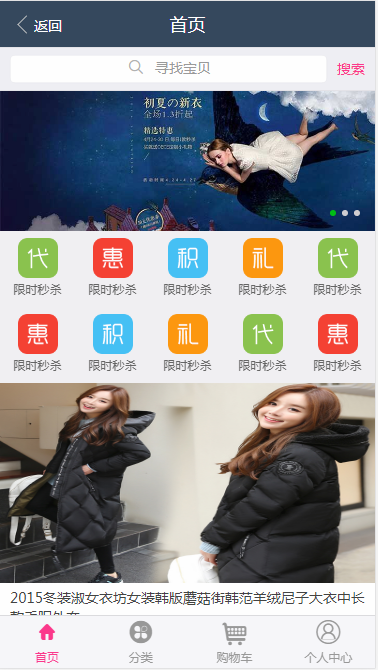 返回
首页
寻找宝贝
搜索
初夏の新衣
全场1.3折起
精选特惠
代 惠 积 礼 代
限时秒杀 限时秒杀 限时秒杀 限时秒杀 限时秒杀
惠 积 礼 代 惠
限时秒杀 限时秒杀 限时秒杀 限时秒杀 限时秒杀
2015冬装淑女衣坊女装韩版蘑菇街韩范羊绒尼子大衣中长
首页 分类 购物车 个人中心